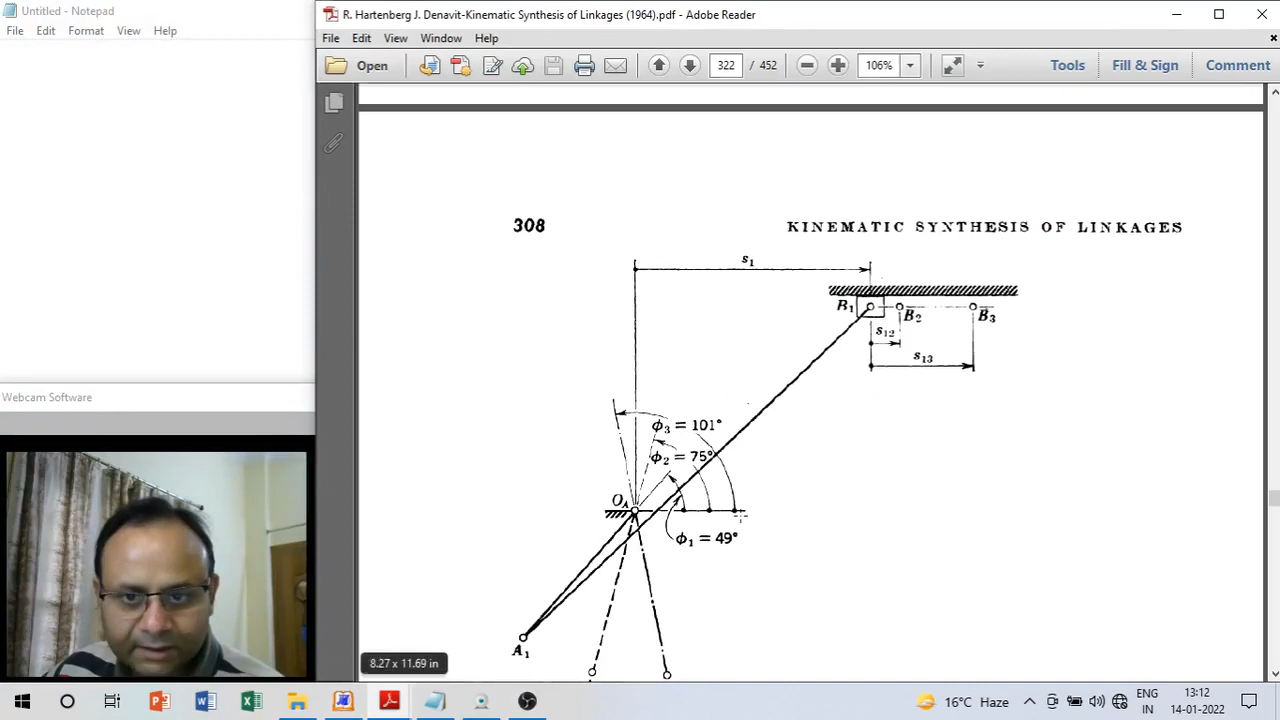 Untitled - Notepad
File Edit Format View Help
R. Hartenberg J. Denavit-Kinematic Synthesis of Linkages (1964).pdf - Adobe Reader
File Edit View Window Help
Open 322 / 452 106% Tools Fill & Sign Comment
308 KINEMATIC SYNTHESIS OF LINKAGES
s₁
B₁ B₂ B₃
s₁₂
s₁₃
ϕ₃ = 101°
ϕ₂ = 75°
O_A
ϕ₁ = 49°
A₁
8.27 x 11.69 in
Webcam Software
16°C Haze
ENG
IN
13:12
14-01-2022